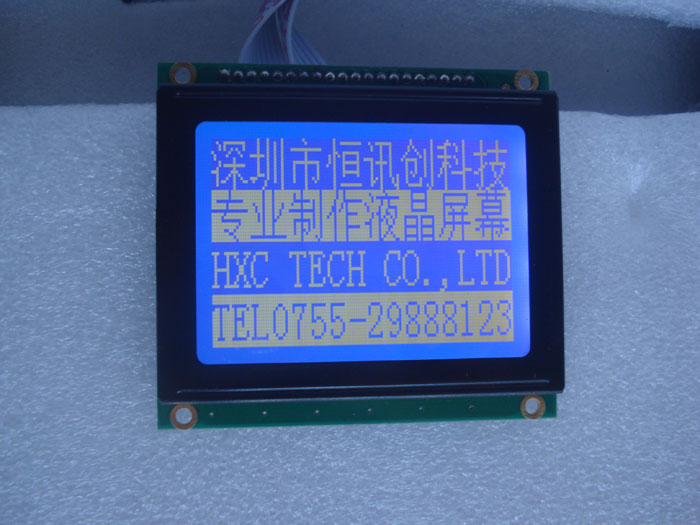 深圳市恒讯创科技
专业制作液晶屏幕
HXC TECH CO.,LTD
TEL0755-29888123